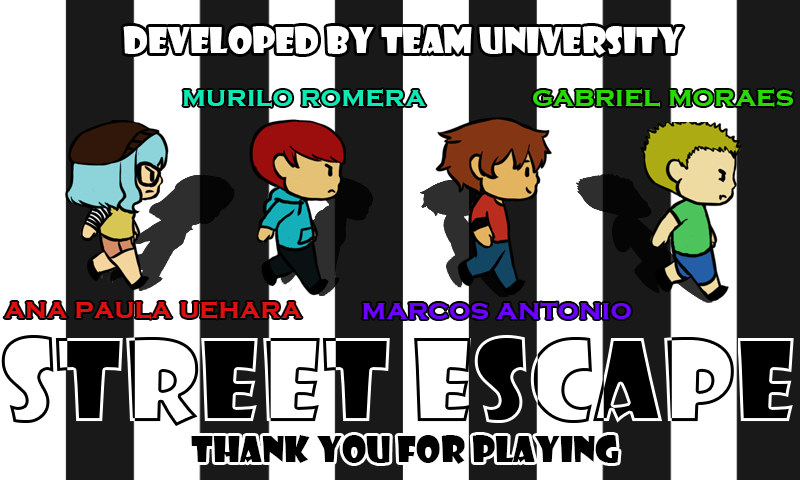 DEVELOPED BY TEAM UNIVERSITY
MURILO ROMERA
GABRIEL MORAES
ANA PAULA UEHARA
MARCOS ANTONIO
STREET ESCAPE
THANK YOU FOR PLAYING